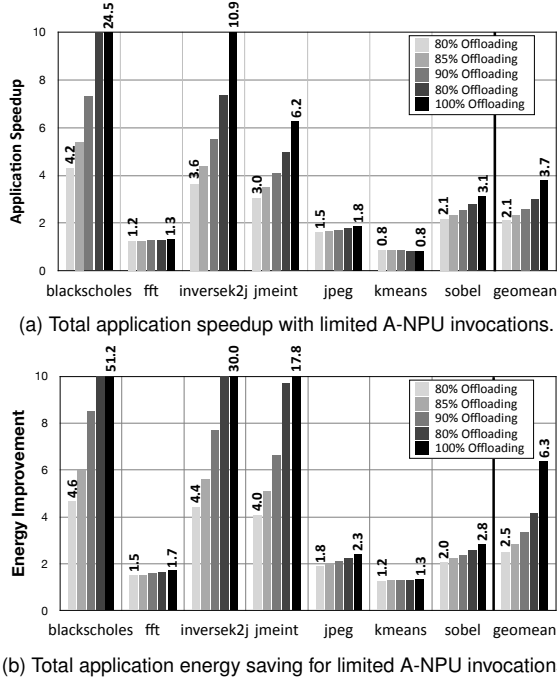 24.5
10.9
10
80% Offloading
85% Offloading
90% Offloading
80% Offloading
100% Offloading
8
6.2
6
4.2
3.6
3.0
3.1
3.7
4
2.1
2.1
1.2
1.3
1.5
1.8
0.8
0.8
2
0
Application Speedup
blackscholes fft inversek2j jmeint jpeg kmeans sobel geomean
(a) Total application speedup with limited A-NPU invocations.
51.2
30.0
17.8
10
80% Offloading
85% Offloading
90% Offloading
80% Offloading
100% Offloading
8
6.3
6
4.6
4.4
4.0
4
1.5
1.7
1.8
2.3
1.2
1.3
2.0
2.8
2.5
2
0
Energy Improvement
blackscholes fft inversek2j jmeint jpeg kmeans sobel geomean
(b) Total application energy saving for limited A-NPU invocation